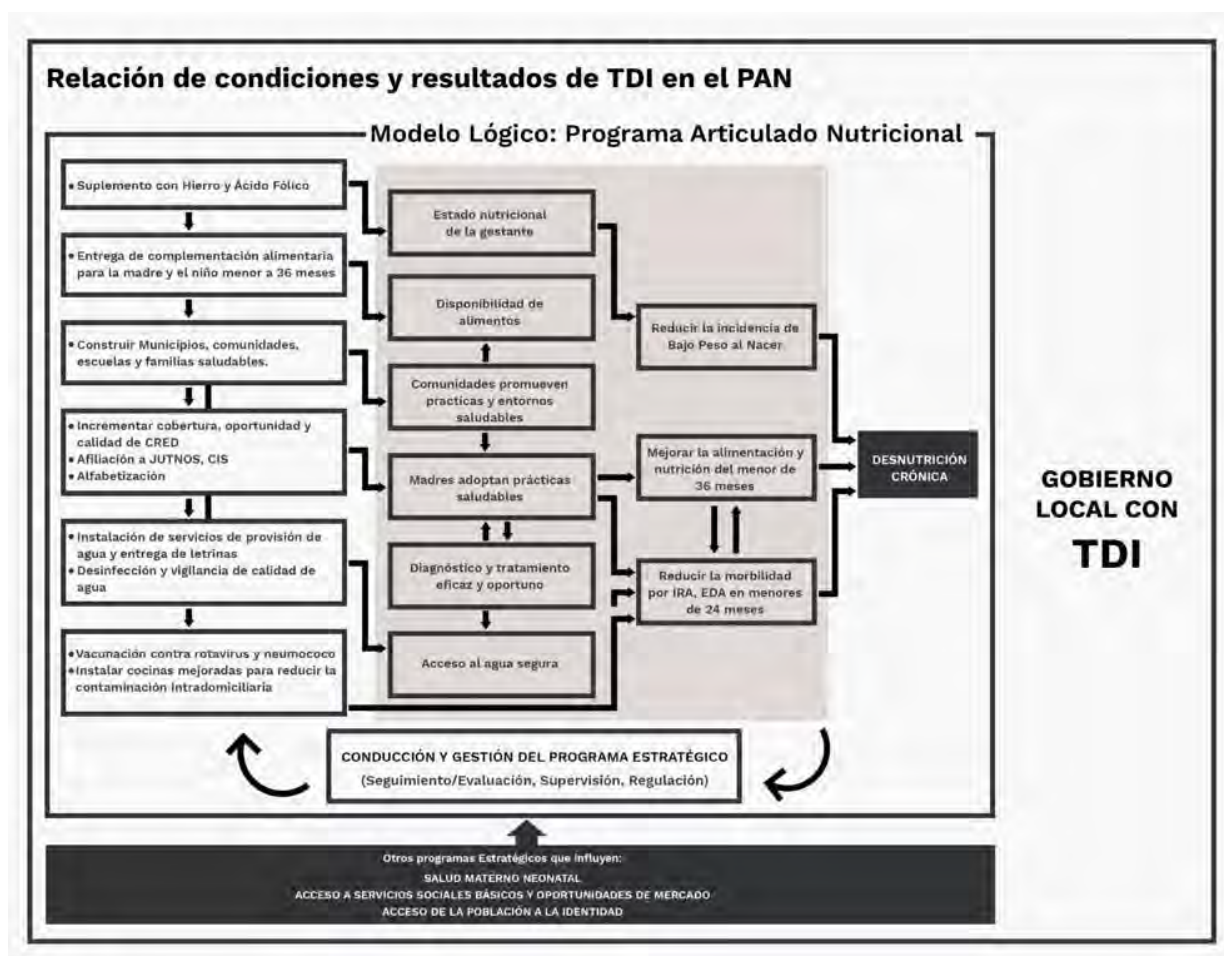 Relación de condiciones y resultados de TDI en el PAN
Modelo Lógico: Programa Articulado Nutricional
• Suplemento con Hierro y Ácido Fólico
• Entrega de complementación alimentaria
para la madre y el niño menor a 36 meses
• Construir Municipios, comunidades,
escuelas y familias saludables.
• Incrementar cobertura, oportunidad y
calidad de CRED
• Afiliación a JUTNOS, CIS
• Alfabetización
• Instalación de servicios de provisión de
agua y entrega de letrinas
• Desinfección y vigilancia de calidad de
agua
• Vacunación contra rotavirus y neumococo
• Instalar cocinas mejoradas para reducir la
contaminación intradomiciliaria
Estado nutricional
de la gestante
Disponibilidad de
alimentos
Comunidades promueven
practicas y entornos
saludables
Madres adoptan prácticas
saludables
Diagnóstico y tratamiento
eficaz y oportuno
Acceso al agua segura
Reducir la incidencia de
Bajo Peso al Nacer
Mejorar la alimentación y
nutrición del menor de
36 meses
Reducir la morbilidad
por IRA, EDA en menores
de 24 meses
DESNUTRICIÓN
CRÓNICA
GOBIERNO
LOCAL CON
TDI
CONDUCCIÓN Y GESTIÓN DEL PROGRAMA ESTRATÉGICO
(Seguimiento/Evaluación, Supervisión, Regulación)
Otros programas Estratégicos que influyen:
SALUD MATERNO NEONATAL
ACCESO A SERVICIOS SOCIALES BÁSICOS Y OPORTUNIDADES DE MERCADO
ACCESO DE LA POBLACIÓN A LA IDENTIDAD